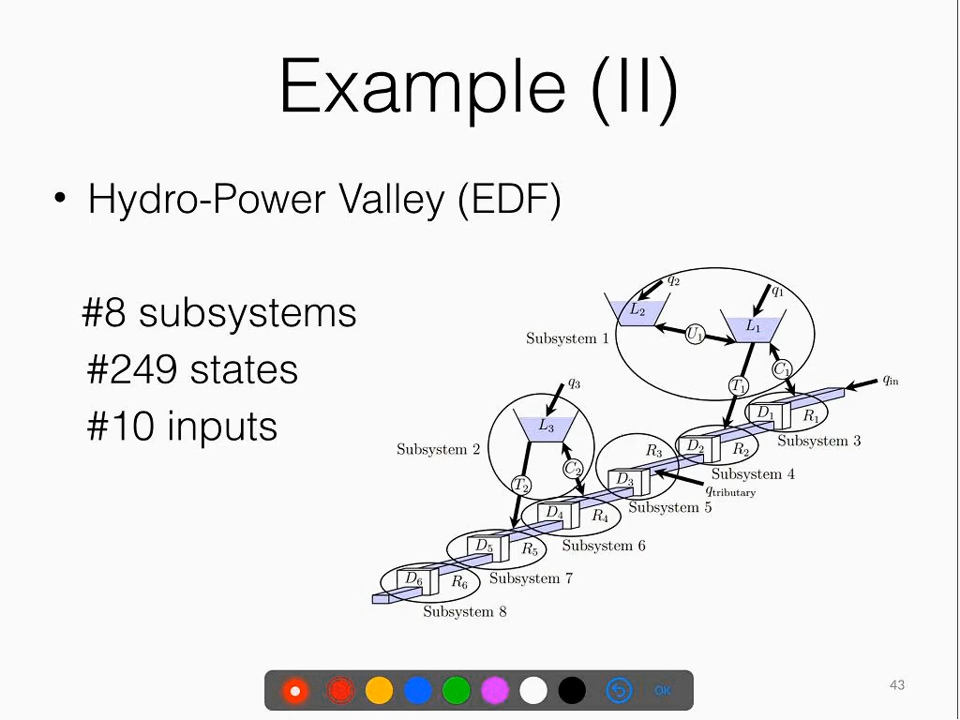 Example (II)
• Hydro-Power Valley (EDF)
#8 subsystems
#249 states
#10 inputs
q2
q1
L2
L1
U1
Subsystem 1
C1
T1
qin
q3
D1
R1
L3
Subsystem 3
Subsystem 2
D2
R2
R3
C2
Subsystem 4
T2
D3
qtributary
Subsystem 5
D4
R4
D5
R5
Subsystem 6
D6
R6
Subsystem 7
Subsystem 8
OK
43